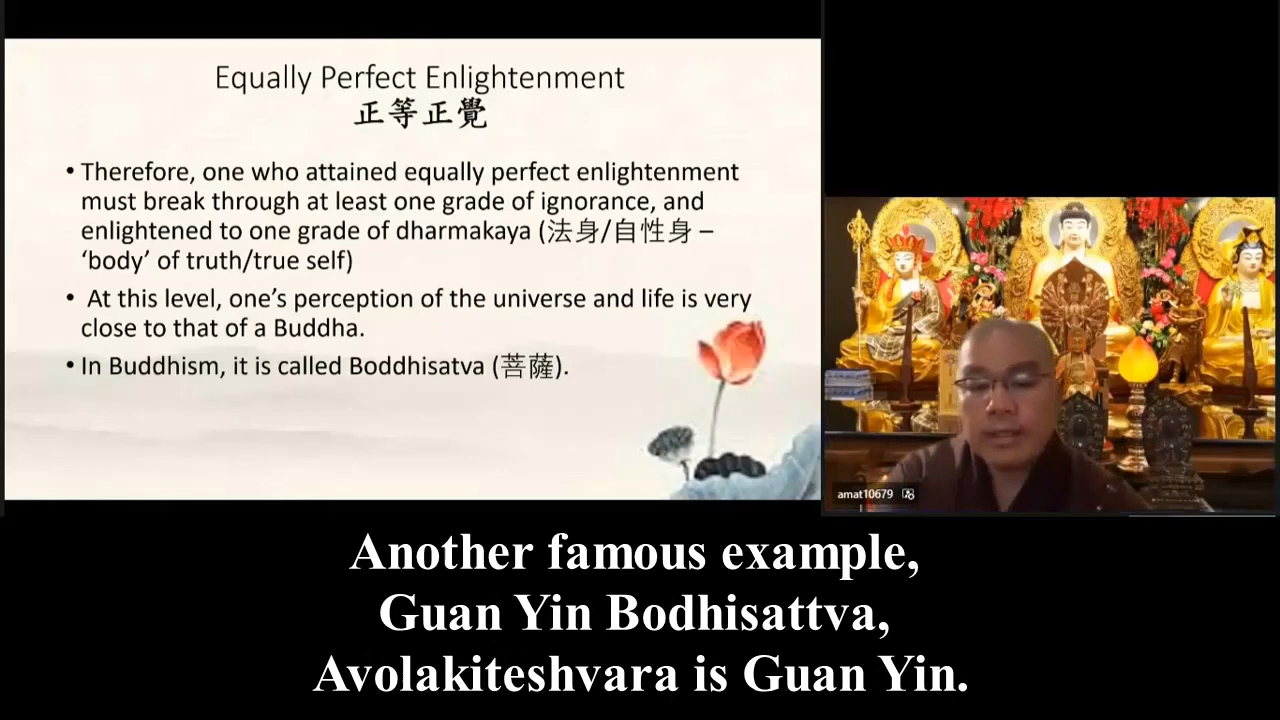 Equally Perfect Enlightenment
正等正覺
• Therefore, one who attained equally perfect enlightenment
must break through at least one grade of ignorance, and
enlightened to one grade of dharmakaya (法身/自性身 –
‘body’ of truth/true self)
• At this level, one’s perception of the universe and life is very
close to that of a Buddha.
• In Buddhism, it is called Boddhisatva (菩薩).
amat10679
Another famous example,
Guan Yin Bodhisattva,
Avolakiteshvara is Guan Yin.